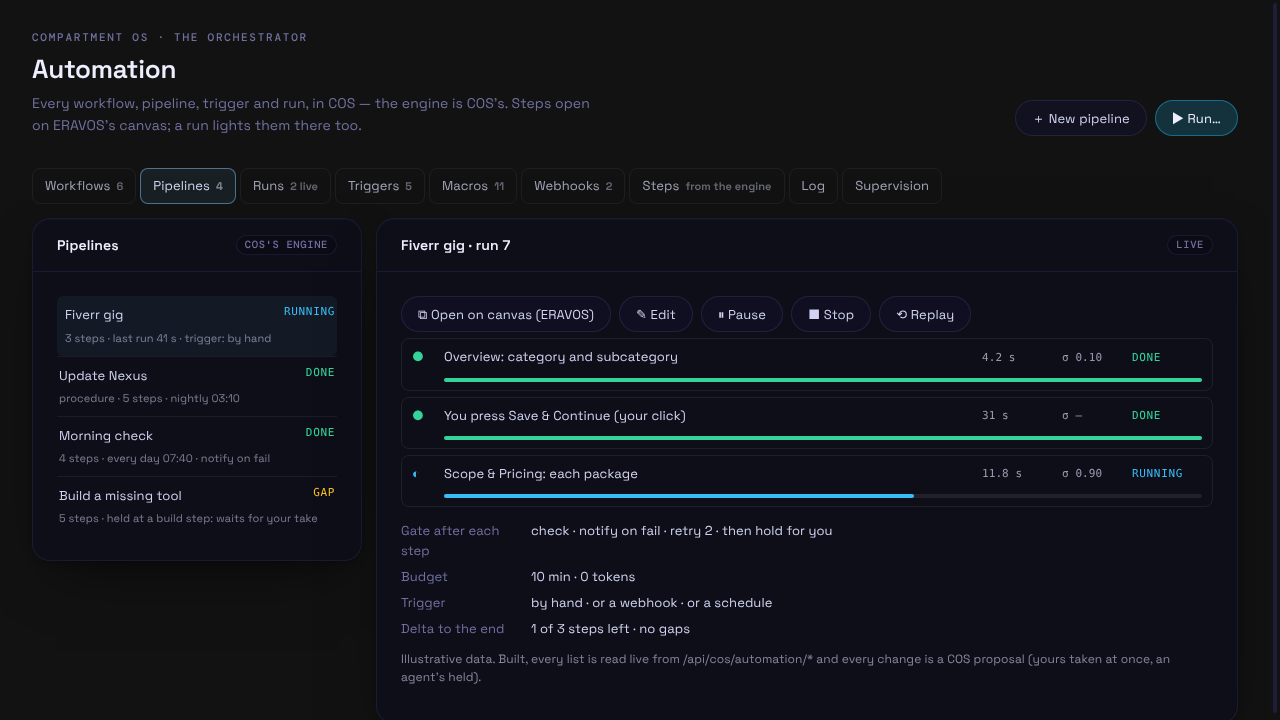 COMPARTMENT OS · THE ORCHESTRATOR
Automation
Every workflow, pipeline, trigger and run, in COS — the engine is COS's. Steps open
on ERAVOS's canvas; a run lights them there too.
+ New pipeline
▶ Run…
Workflows 6
Pipelines 4
Runs 2 live
Triggers 5
Macros 11
Webhooks 2
Steps from the engine
Log
Supervision
Pipelines
COS'S ENGINE
Fiverr gig
RUNNING
3 steps · last run 41 s · trigger: by hand
Update Nexus
DONE
procedure · 5 steps · nightly 03:10
Morning check
DONE
4 steps · every day 07:40 · notify on fail
Build a missing tool
GAP
5 steps · held at a build step: waits for your take
Fiverr gig · run 7
LIVE
⧉ Open on canvas (ERAVOS)
✎ Edit
⏸ Pause
■ Stop
⟲ Replay
Overview: category and subcategory
4.2 s
σ 0.10
DONE
You press Save & Continue (your click)
31 s
σ —
DONE
Scope & Pricing: each package
11.8 s
σ 0.90
RUNNING
Gate after each
step
check · notify on fail · retry 2 · then hold for you
Budget
10 min · 0 tokens
Trigger
by hand · or a webhook · or a schedule
Delta to the end
1 of 3 steps left · no gaps
Illustrative data. Built, every list is read live from /api/cos/automation/* and every change is a COS proposal (yours taken at once, an
agent's held).